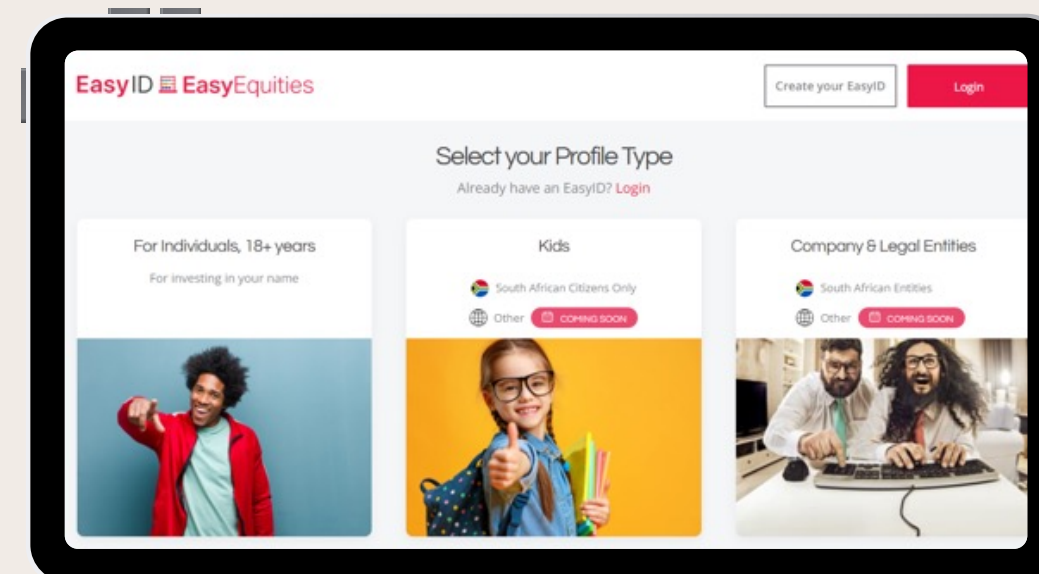 EasyID EasyEquities
Create your EasyID
Login
Select your Profile Type
Already have an EasyID? Login
For Individuals, 18+ years
For investing in your name
Kids
South African Citizens Only
Other COMING SOON
Company & Legal Entities
South African Entities
Other COMING SOON